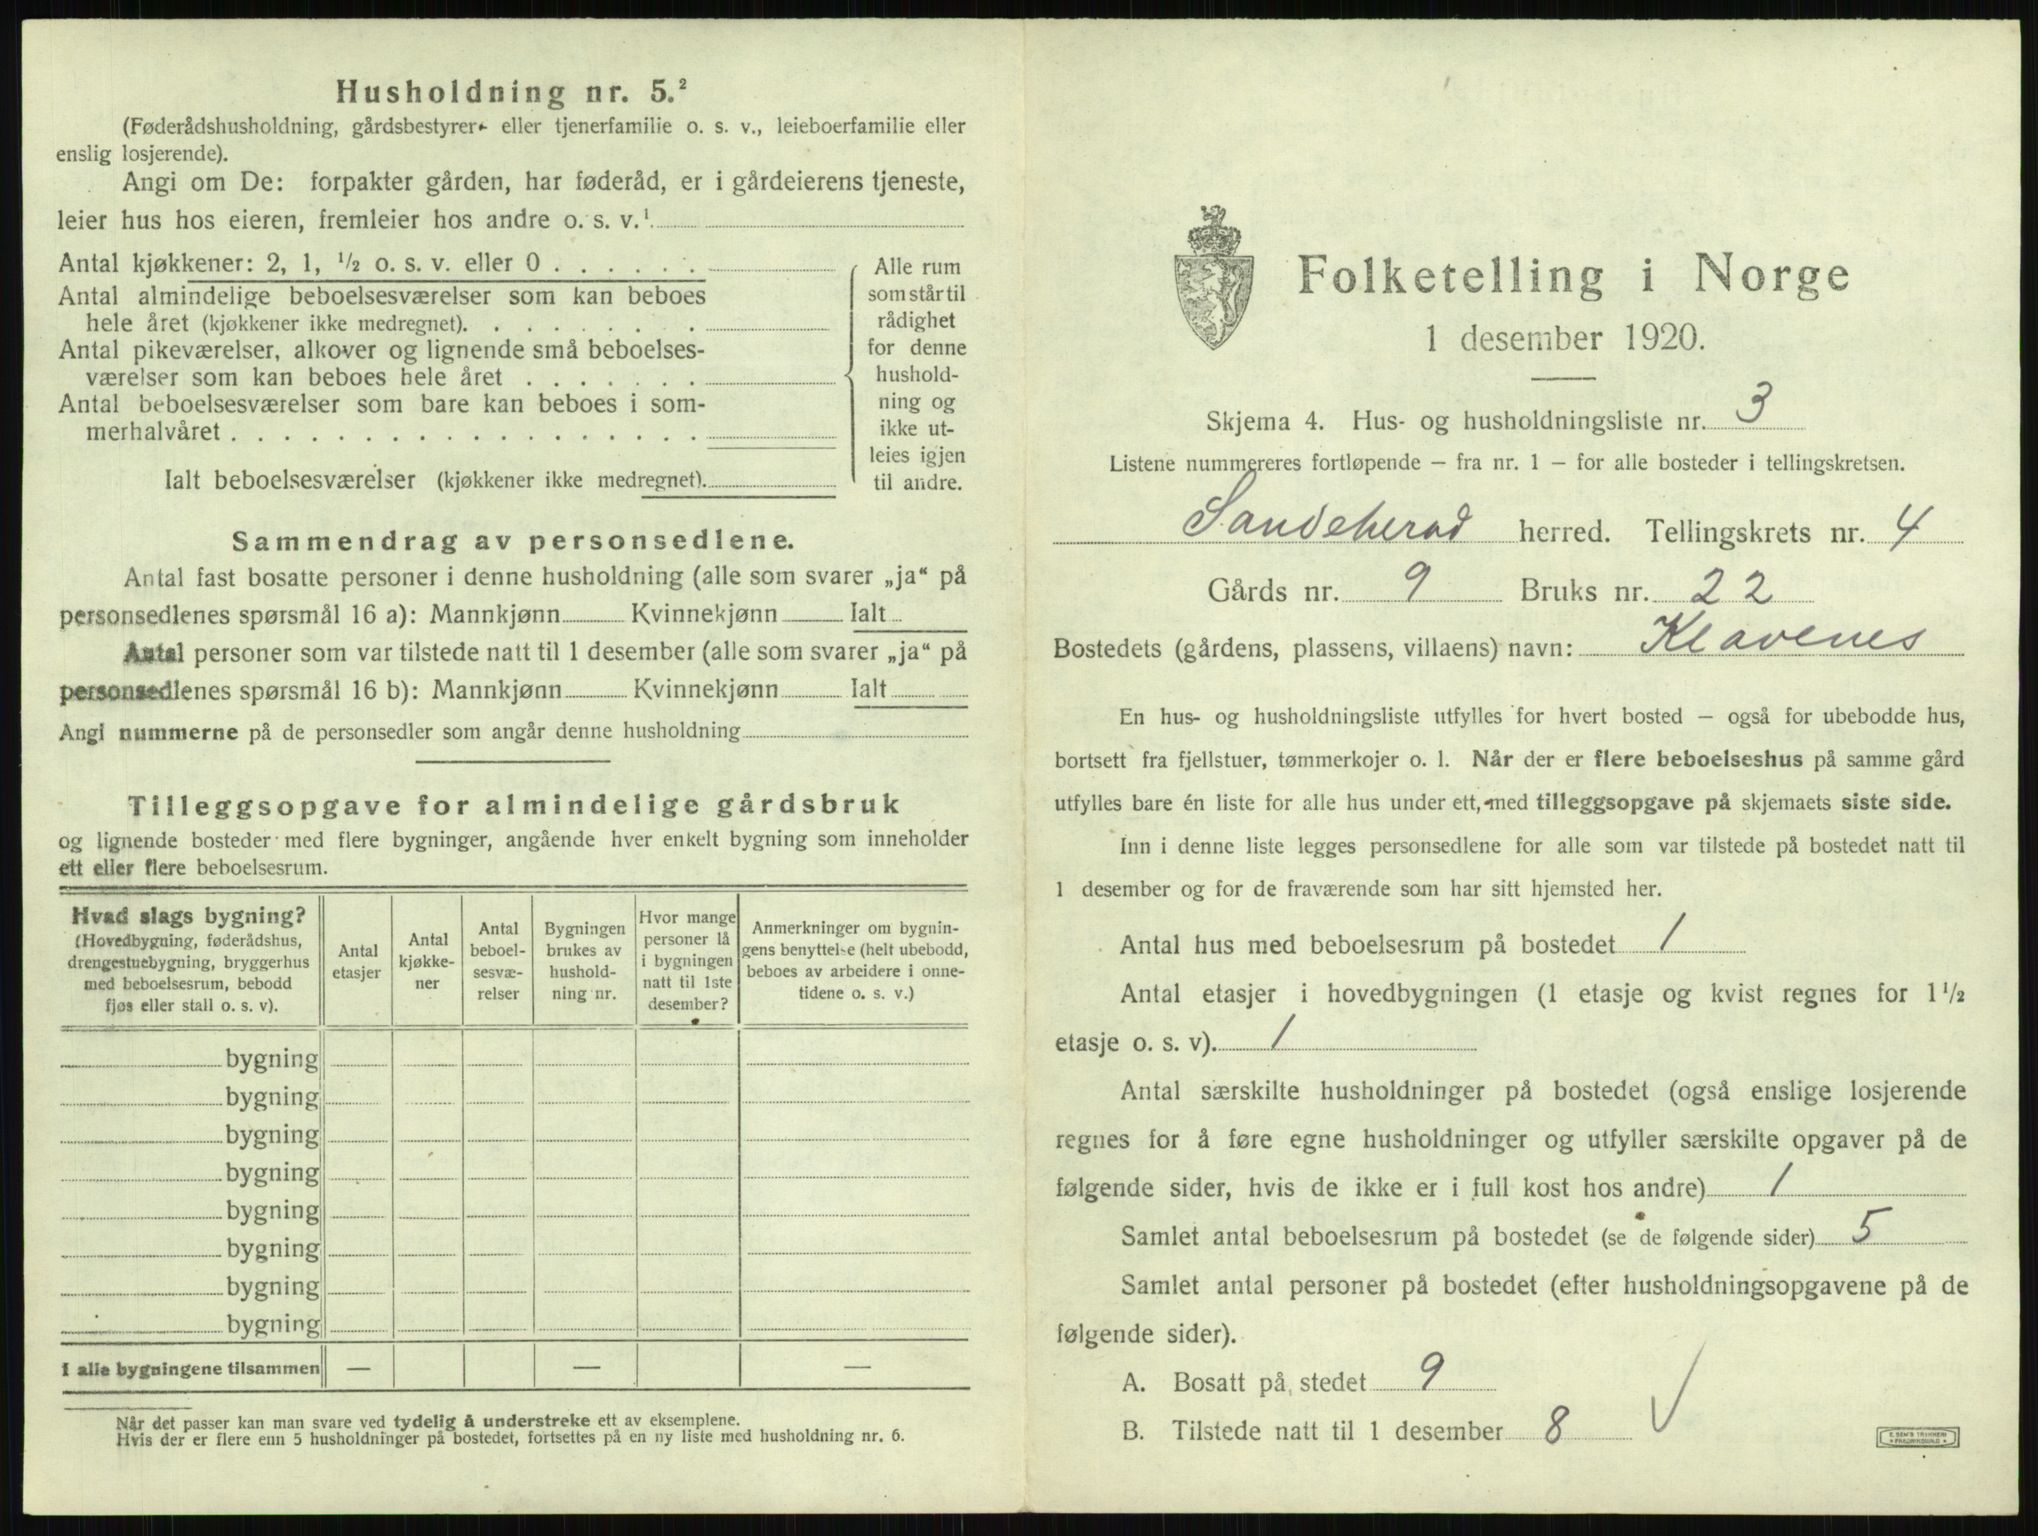 Husholdning nr. 5.²
(Føderådshusholdning, gårdsbestyrer- eller tjenerfamilie o. s. v., leieboerfamilie eller
enslig losjerende).
Angi om De: forpakter gården, har føderåd, er i gårdeierens tjeneste,
leier hus hos eieren, fremleier hos andre o. s. v.¹
Antal kjøkkener: 2, 1, ½ o. s. v. eller 0 . . . . . .
Antal almindelige beboelsesværelser som kan beboes
hele året (kjøkkener ikke medregnet). . . . . . . .
Antal pikeværelser, alkover og lignende små beboelses-
værelser som kan beboes hele året . . . . . . .
Antal beboelsesværelser som bare kan beboes i som-
merhalvåret . . . . . . . . . . . . . . . . . .
Ialt beboelsesværelser (kjøkkener ikke medregnet).
Alle rum
som står til
rådighet
for denne
hushold-
ning og
ikke ut-
leies igjen
til andre.
Sammendrag av personsedlene.
Antal fast bosatte personer i denne husholdning (alle som svarer „ja“ på
personsedlenes spørsmål 16 a): Mannkjønn Kvinnekjønn Ialt
Antal personer som var tilstede natt til 1 desember (alle som svarer „ja“ på
personsedlenes spørsmål 16 b): Mannkjønn Kvinnekjønn Ialt
Angi nummerne på de personsedler som angår denne husholdning
Tilleggsopgave for almindelige gårdsbruk
og lignende bosteder med flere bygninger, angående hver enkelt bygning som inneholder
ett eller flere beboelsesrum.
Hvad slags bygning?
(Hovedbygning, føderådshus,
drengestuebygning, bryggerhus
med beboelsesrum, bebodd
fjøs eller stall o. s. v).
Antal
etasjer
Antal
kjøkke-
ner
Antal
beboel-
sesvæ-
relser
Bygningen
brukes av
hushold-
ning nr.
Hvor mange
personer lå
i bygningen
natt til 1ste
desember?
Anmerkninger om bygnin-
gens benyttelse (helt ubebodd,
beboes av arbeidere i onne-
tidene o. s. v.)
bygning
bygning
bygning
bygning
bygning
bygning
bygning
bygning
I alle bygningene tilsammen — — —
Når det passer kan man svare ved tydelig å understreke ett av eksemplene.
Hvis der er flere enn 5 husholdninger på bostedet, fortsettes på en ny liste med husholdning nr. 6.
Folketelling i Norge
1 desember 1920.
Skjema 4. Hus- og husholdningsliste nr. 3
Listene nummereres fortløpende – fra nr. 1 – for alle bosteder i tellingskretsen.
Sandeherad herred. Tellingskrets nr. 4
Gårds nr. 9 Bruks nr. 22
Bostedets (gårdens, plassens, villaens) navn: Klavenes
En hus- og husholdningsliste utfylles for hvert bosted – også for ubebodde hus,
bortsett fra fjellstuer, tømmerkojer o. l. Når der er flere beboelseshus på samme gård
utfylles bare én liste for alle hus under ett, med tilleggsopgave på skjemaets siste side.
Inn i denne liste legges personsedlene for alle som var tilstede på bostedet natt til
1 desember og for de fraværende som har sitt hjemsted her.
Antal hus med beboelsesrum på bostedet 1
Antal etasjer i hovedbygningen (1 etasje og kvist regnes for 1½
etasje o. s. v). 1
Antal særskilte husholdninger på bostedet (også enslige losjerende
regnes for å føre egne husholdninger og utfyller særskilte opgaver på de
følgende sider, hvis de ikke er i full kost hos andre) 1
Samlet antal beboelsesrum på bostedet (se de følgende sider) 5
Samlet antal personer på bostedet (efter husholdningsopgavene på de
følgende sider).
A. Bosatt på stedet 9
B. Tilstede natt til 1 desember 8
E. SEM'S TRYKKERI
FREDRIKSHALD